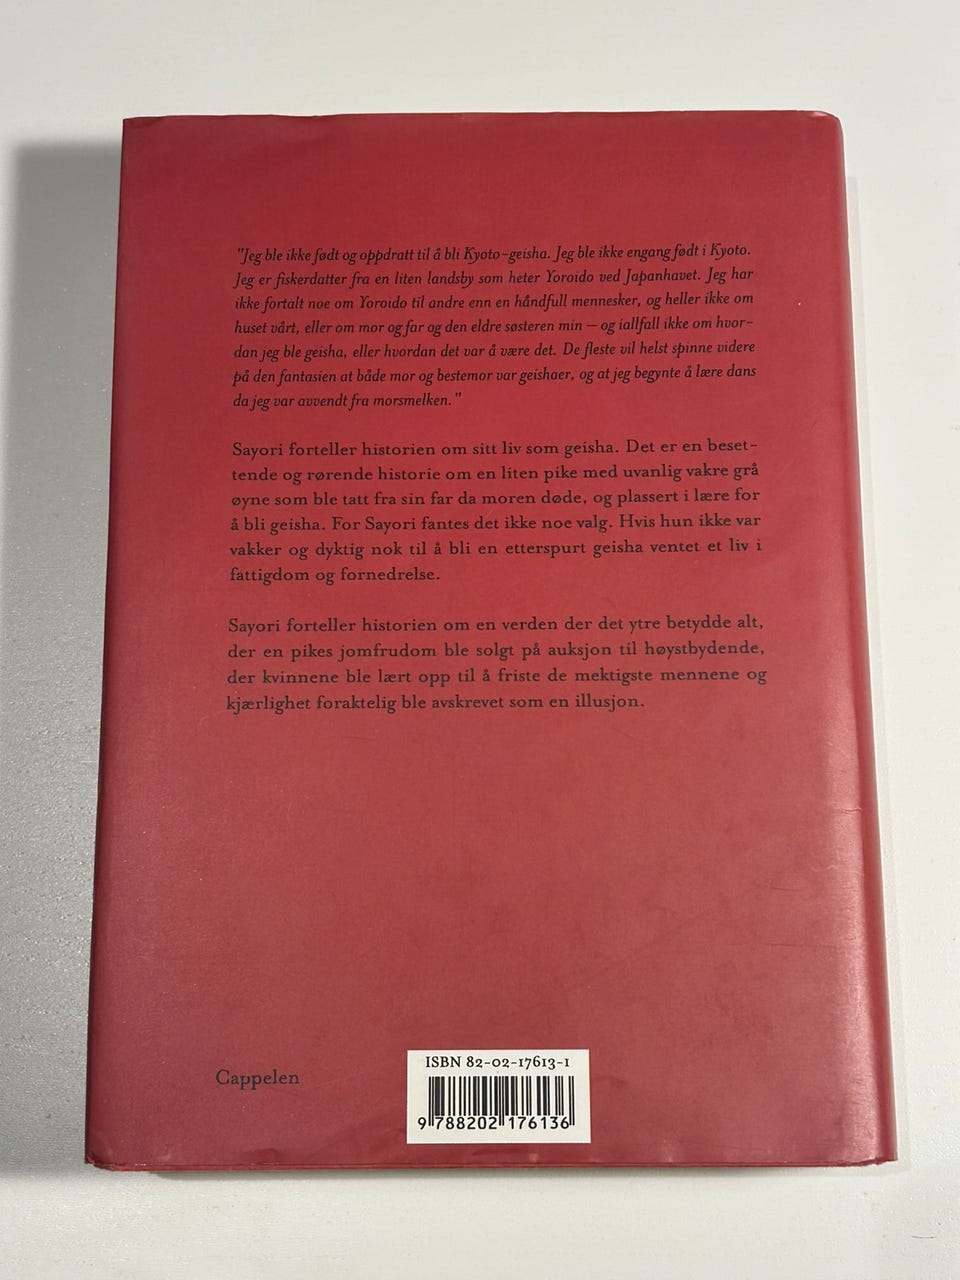 "Jeg ble ikke født og oppdratt til å bli Kyoto-geisha. Jeg ble ikke engang født i Kyoto.
Jeg er fiskerdatter fra en liten landsby som heter Yoroido ved Japanhavet. Jeg har
ikke fortalt noe om Yoroido til andre enn en håndfull mennesker, og heller ikke om
huset vårt, eller om mor og far og den eldre søsteren min – og iallfall ikke om hvor-
dan jeg ble geisha, eller hvordan det var å være det. De fleste vil helst spinne videre
på den fantasien at både mor og bestemor var geishaer, og at jeg begynte å lære dans
da jeg var avvendt fra morsmelken."
Sayori forteller historien om sitt liv som geisha. Det er en beset-
tende og rørende historie om en liten pike med uvanlig vakre grå
øyne som ble tatt fra sin far da moren døde, og plassert i lære for
å bli geisha. For Sayori fantes det ikke noe valg. Hvis hun ikke var
vakker og dyktig nok til å bli en etterspurt geisha ventet et liv i
fattigdom og fornedrelse.
Sayori forteller historien om en verden der det ytre betydde alt,
der en pikes jomfrudom ble solgt på auksjon til høystbydende,
der kvinnene ble lært opp til å friste de mektigste mennene og
kjærlighet foraktelig ble avskrevet som en illusjon.
Cappelen
ISBN 82-02-17613-1
9 788202 176136